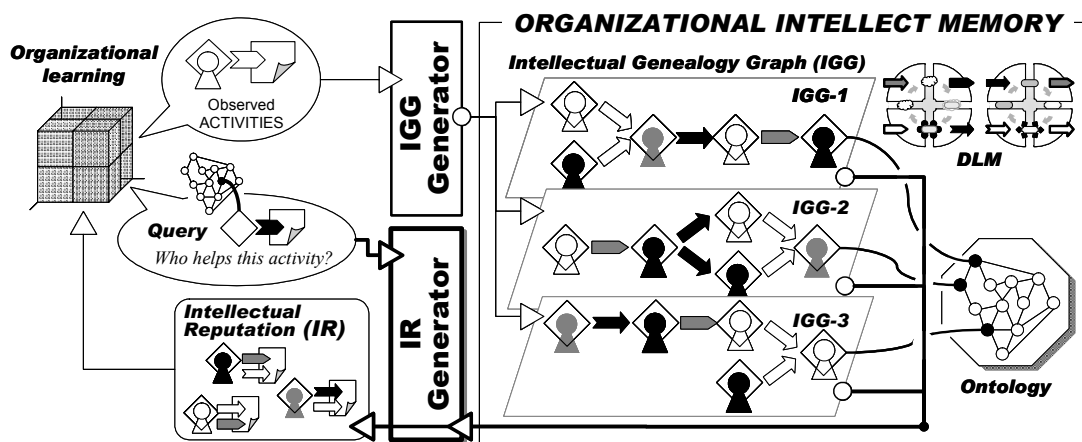 ORGANIZATIONAL INTELLECT MEMORY
Organizational
learning
Observed
ACTIVITIES
IGG
Generator
Intellectual Genealogy Graph (IGG)
IGG-1
DLM
Query
Who helps this activity?
IGG-2
Intellectual
Reputation (IR)
IR
Generator
IGG-3
Ontology